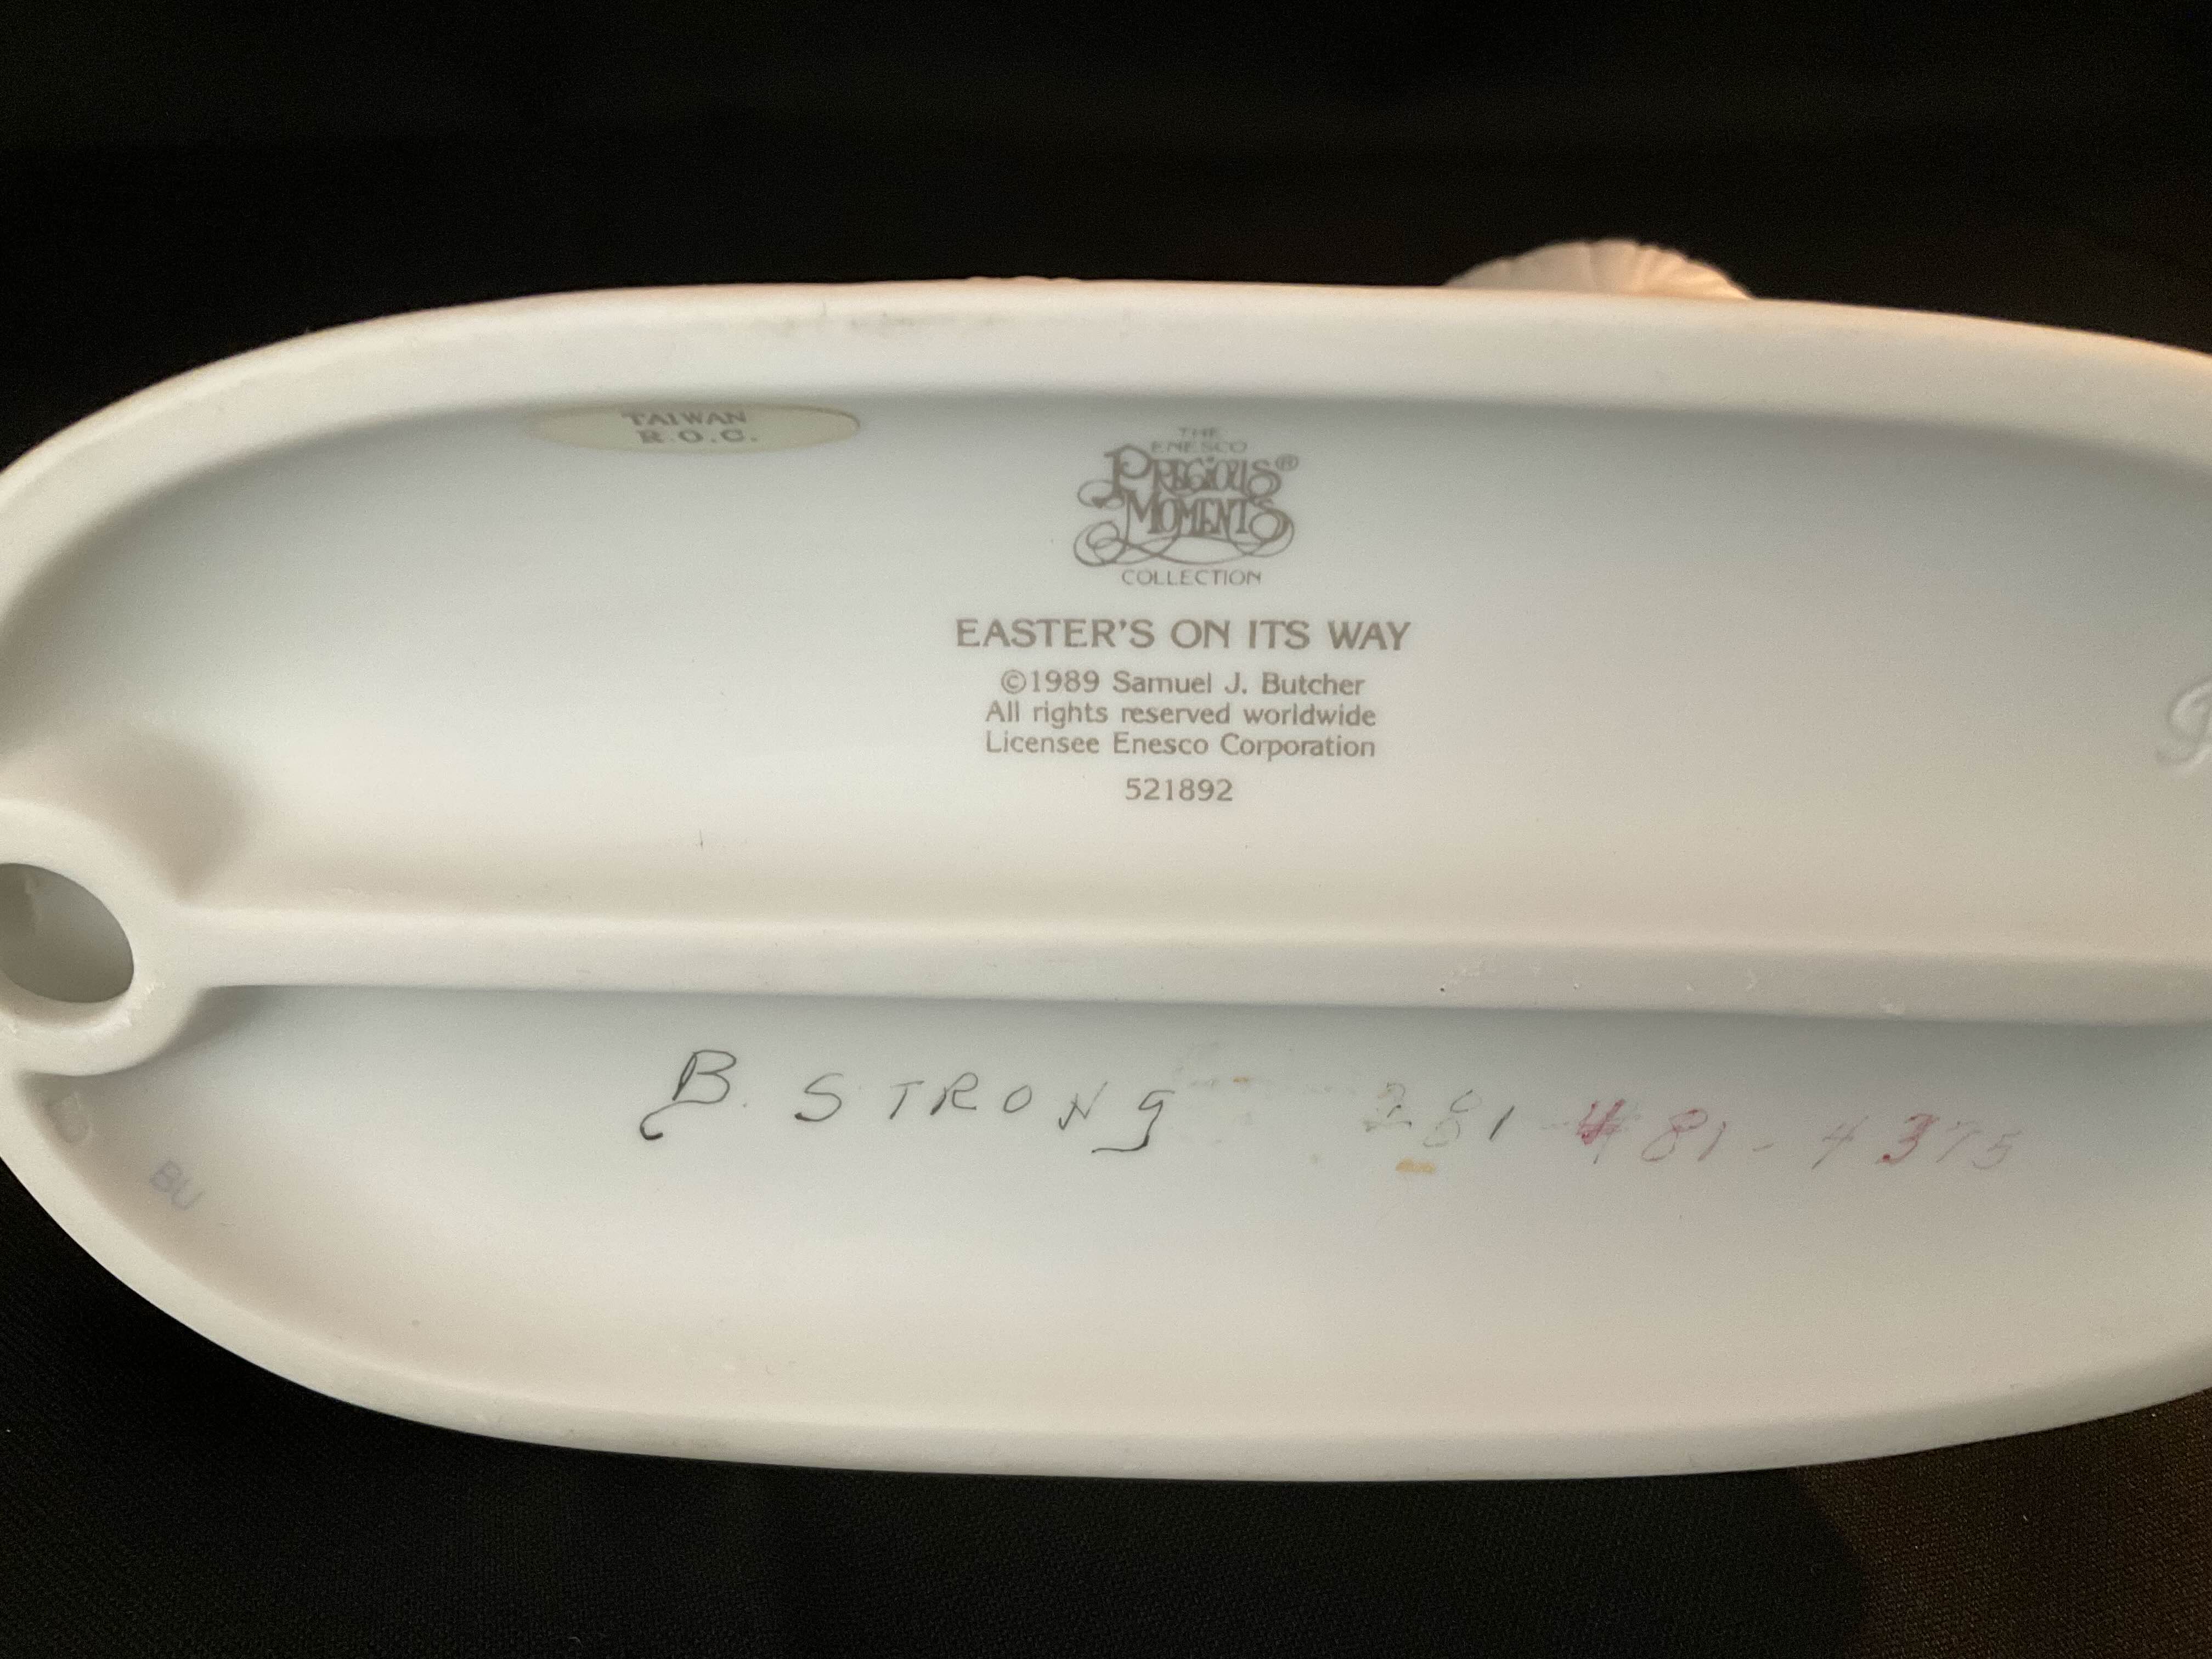 TAIWAN
R.O.C.
THE
ENESCO
PRECIOUS®
MOMENTS
COLLECTION
EASTER'S ON ITS WAY
©1989 Samuel J. Butcher
All rights reserved worldwide
Licensee Enesco Corporation
521892
B. STRONG 281-481-4375
BU